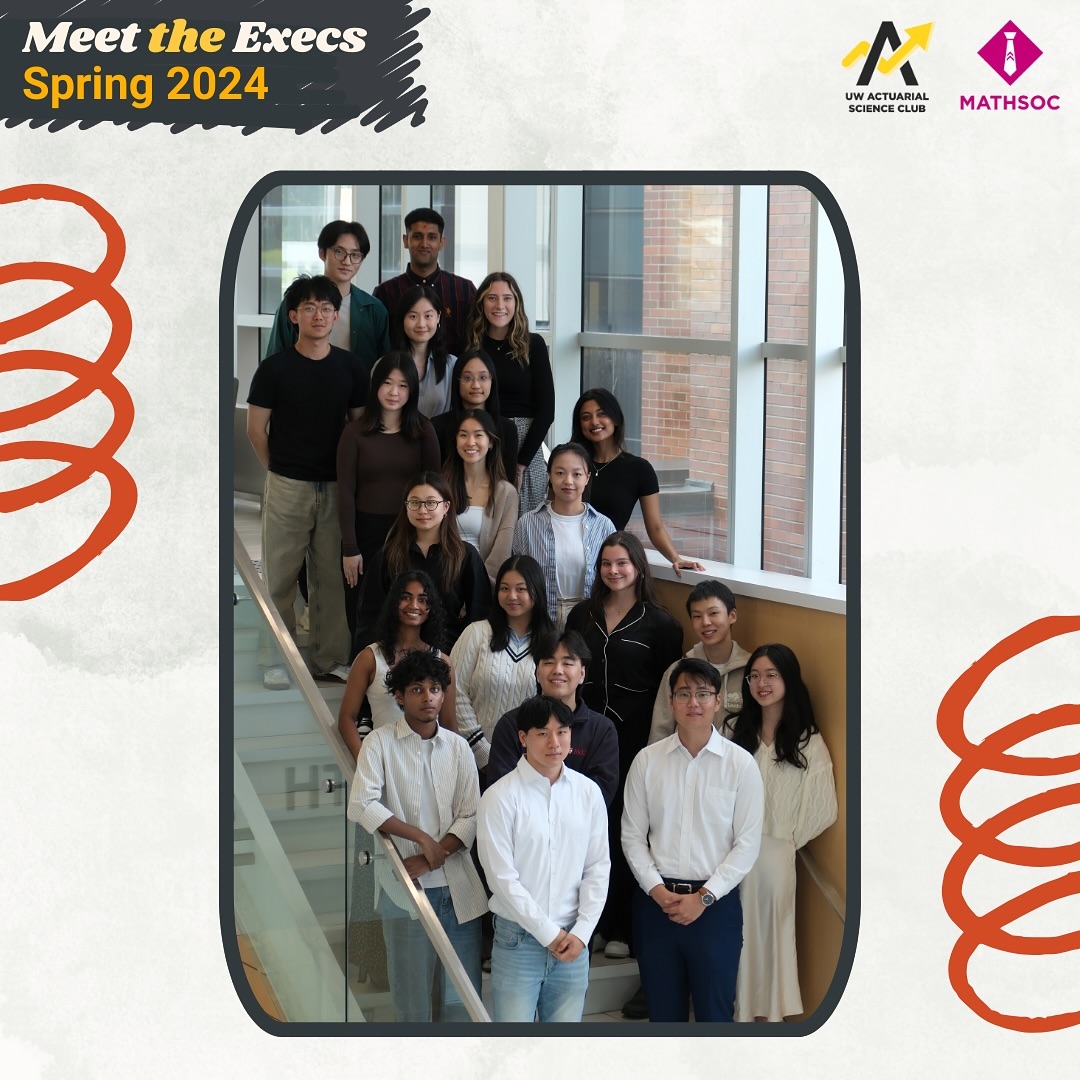 Meet the Execs
Spring 2024
UW ACTUARIAL
SCIENCE CLUB
MATHSOC